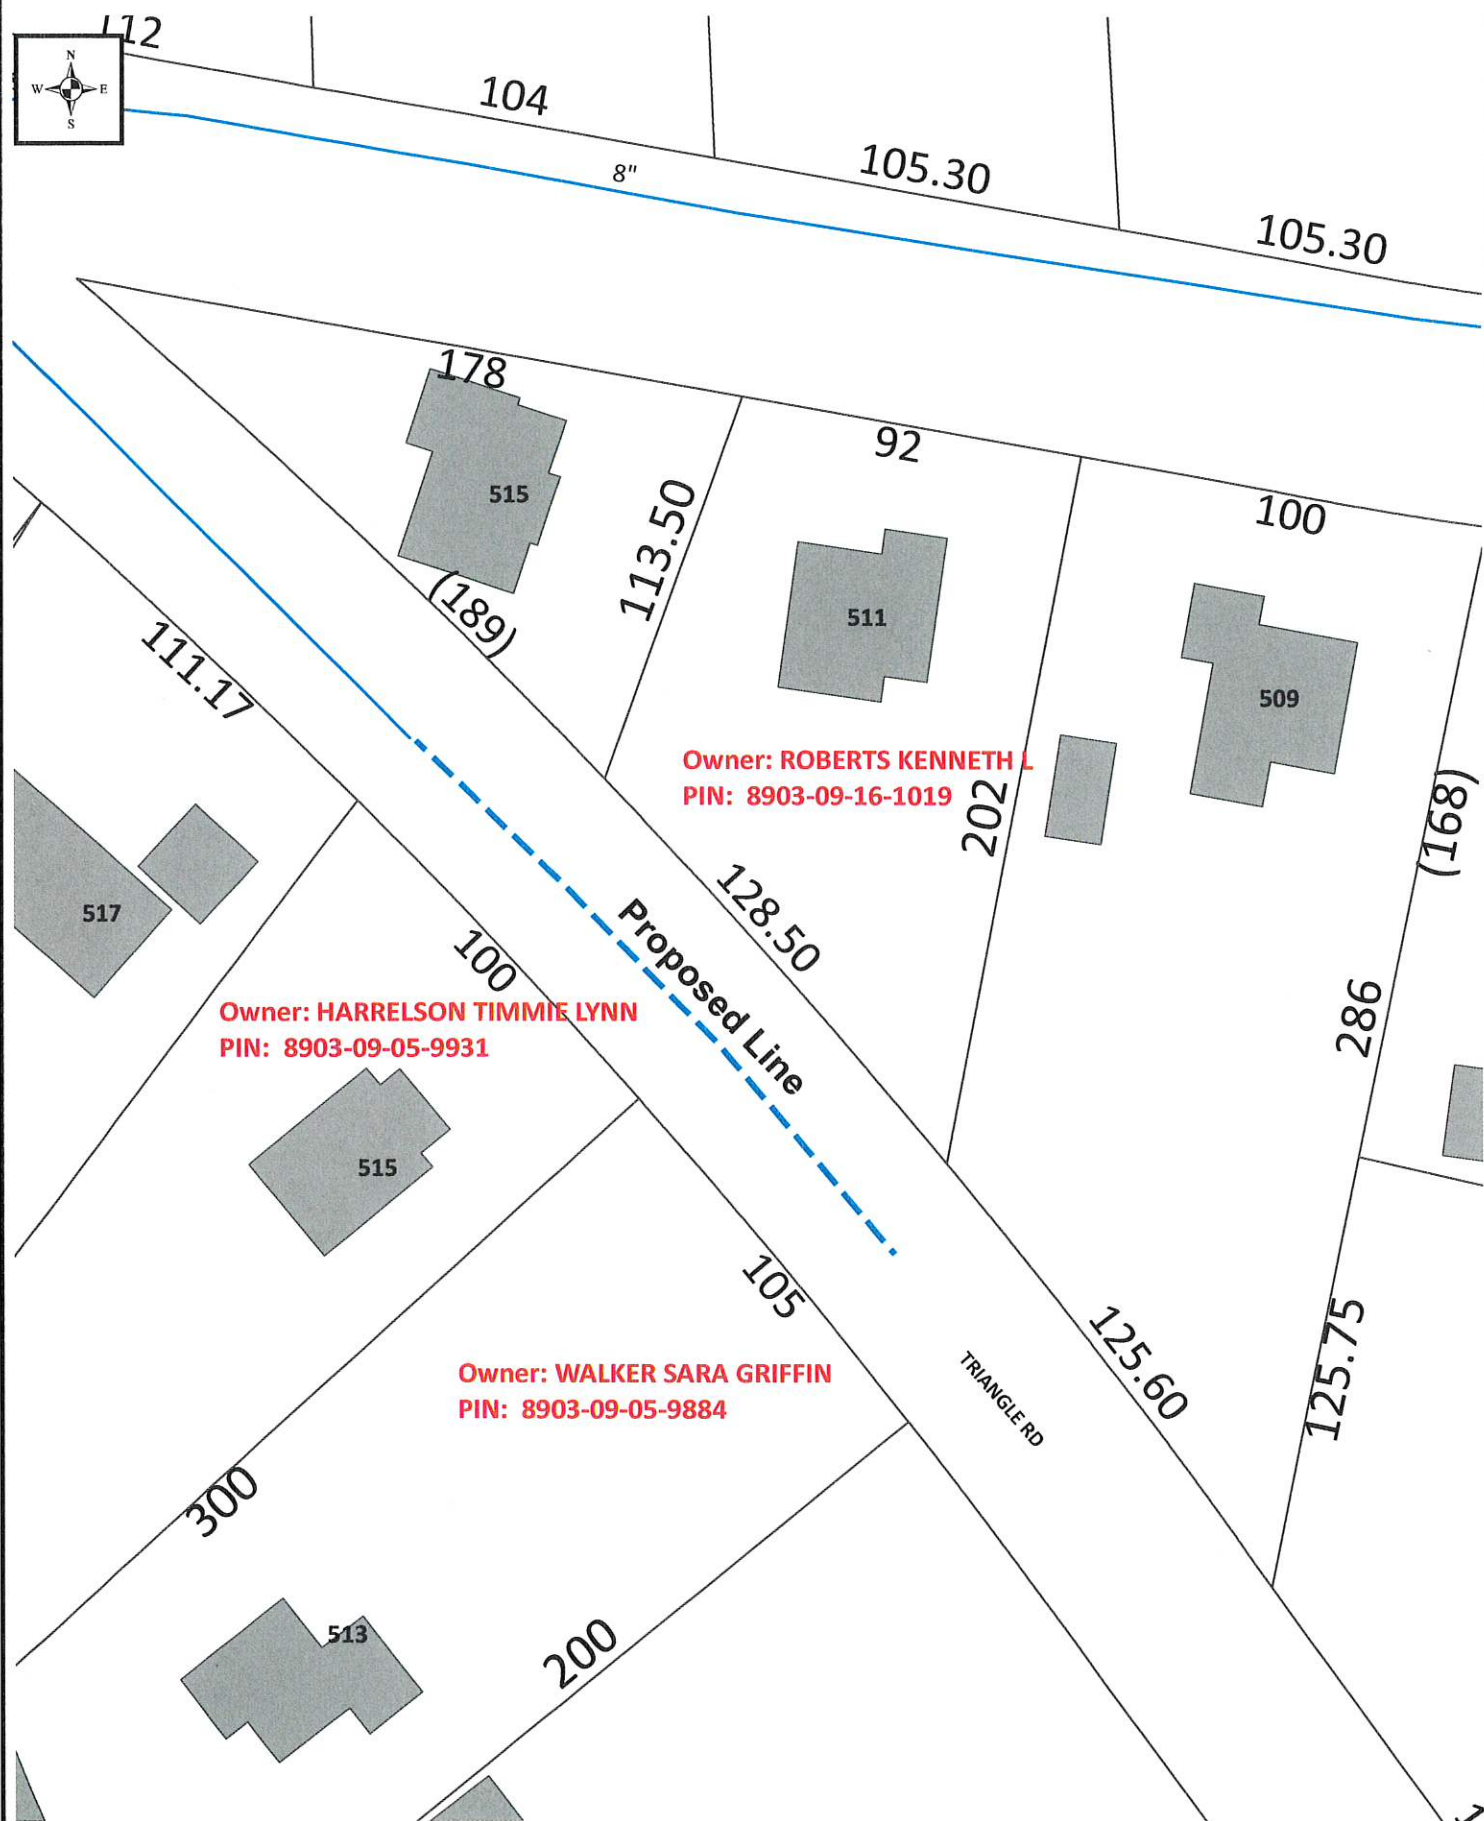 112
N
W E
S
104
105.30
105.30
8"
178
92
100
515
113.50
511
509
(189)
111.17
Owner: ROBERTS KENNETH L
PIN: 8903-09-16-1019
202
(168)
128.50
517
Proposed Line
100
286
Owner: HARRELSON TIMMIE LYNN
PIN: 8903-09-05-9931
515
105
125.60
125.75
TRIANGLE RD
Owner: WALKER SARA GRIFFIN
PIN: 8903-09-05-9884
300
513
200